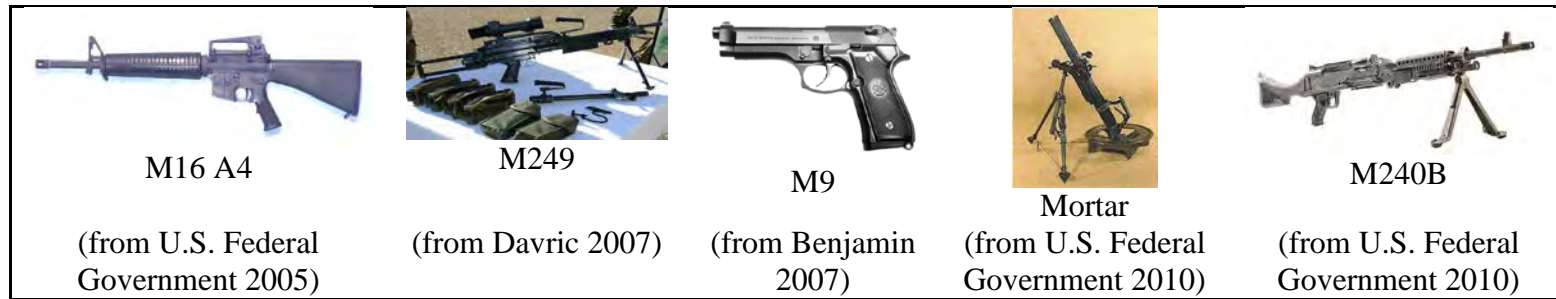 M16 A4
(from U.S. Federal
Government 2005)
M249
(from Davric 2007)
M9
(from Benjamin
2007)
Mortar
(from U.S. Federal
Government 2010)
M240B
(from U.S. Federal
Government 2010)